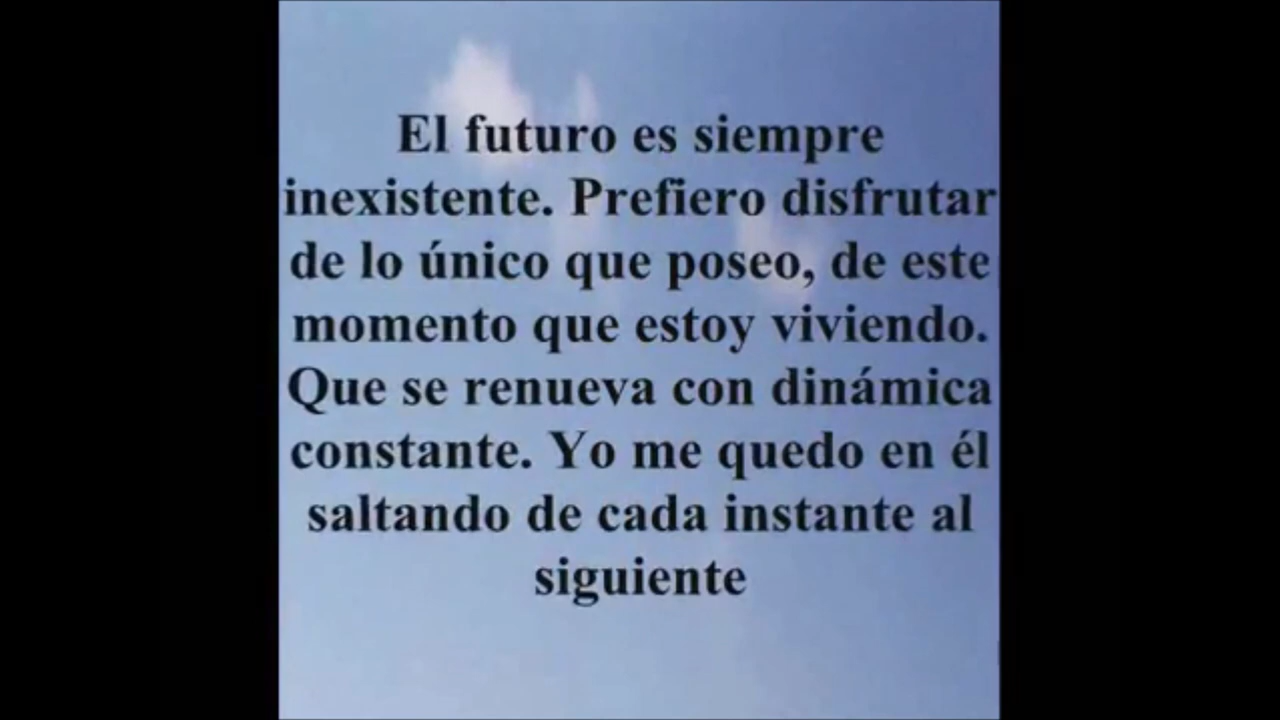 El futuro es siempre
inexistente. Prefiero disfrutar
de lo único que poseo, de este
momento que estoy viviendo.
Que se renueva con dinámica
constante. Yo me quedo en él
saltando de cada instante al
siguiente